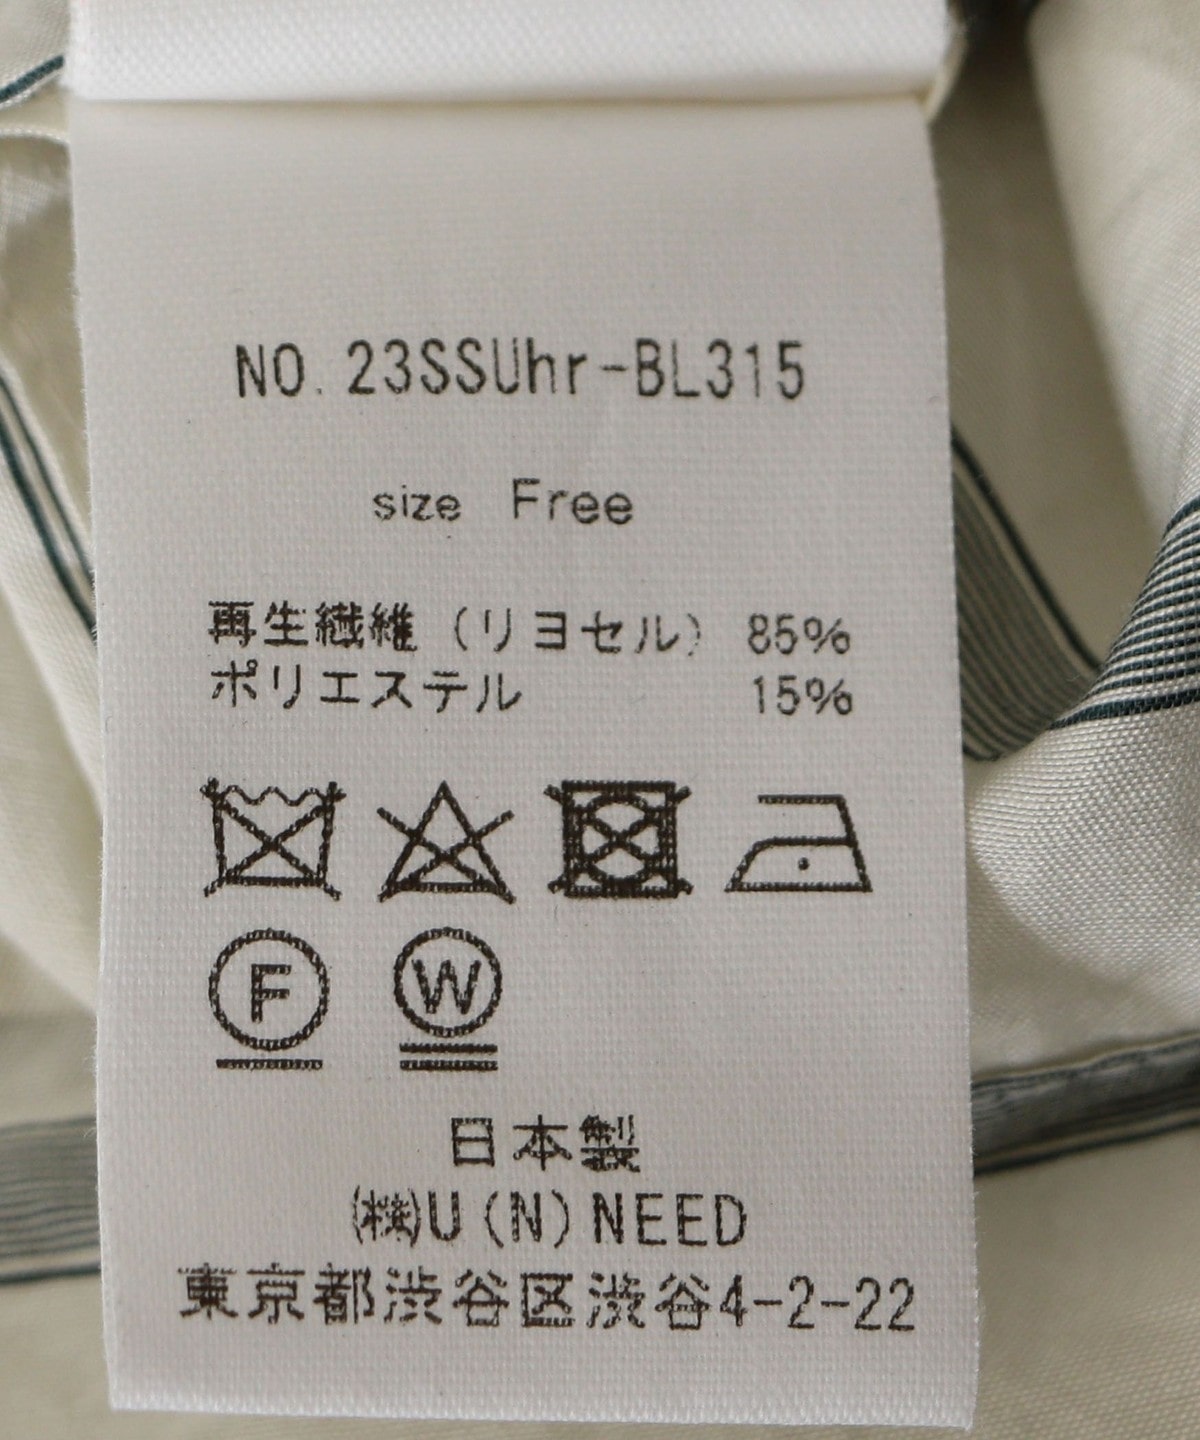 NO. 23SSUhr-BL315
size Free
再生繊維 (リヨセル) 85%
ポリエステル 15%
F W
日本製
(株)U(N)NEED
東京都渋谷区渋谷4-2-22